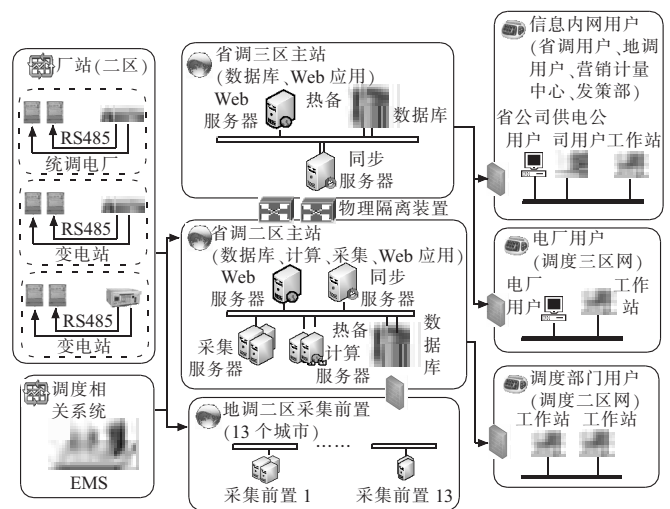 厂站(二区)
RS485
统调电厂
RS485
变电站
RS485
变电站
调度相
关系统
EMS
省调三区主站
(数据库、Web 应用)
Web
服务器
热备
数据库
同步
服务器
物理隔离装置
省调二区主站
(数据库、计算、采集、Web 应用)
Web
服务器
同步
服务器
采集
服务器
热备
计算
服务器
数
据
库
地调二区采集前置
(13 个城市)
……
采集前置 1
采集前置 13
信息内网用户
(省调用户、地调
用户、营销计量
中心、发策部)
省公司供电公
用户 司用户工作站
电厂用户
(调度三区网)
电厂
用户
工作
站
调度部门用户
(调度二区网)
工作站 工作站